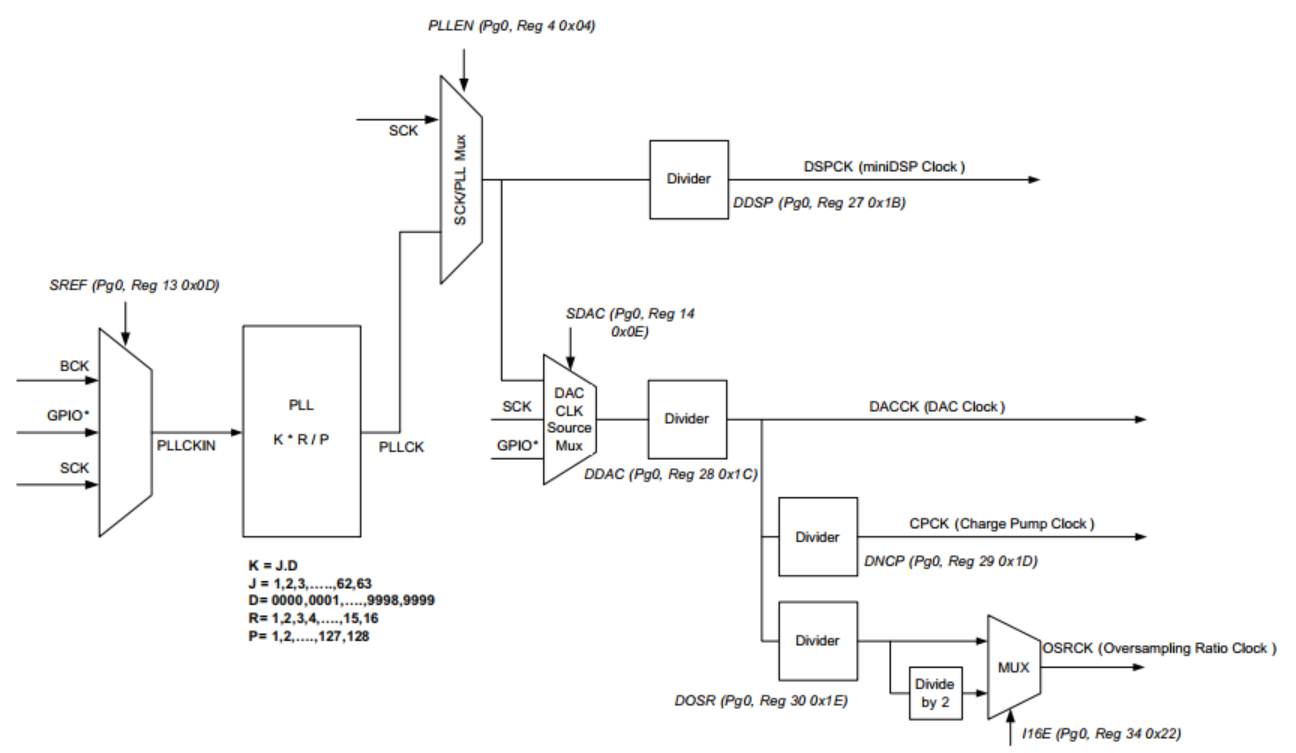 PLLEN (Pg0, Reg 4 0x04)
SCK
SCK/PLL Mux
Divider
DSPCK (miniDSP Clock )
DDSP (Pg0, Reg 27 0x1B)
SREF (Pg0, Reg 13 0x0D)
BCK
GPIO*
SCK
PLLCKIN
PLL
K * R / P
PLLCK
K = J.D
J = 1,2,3,…..,62,63
D= 0000,0001,….,9998,9999
R= 1,2,3,4,….,15,16
P= 1,2,….,127,128
SDAC (Pg0, Reg 14
0x0E)
SCK
GPIO*
DAC
CLK
Source
Mux
Divider
DDAC (Pg0, Reg 28 0x1C)
DACCK (DAC Clock )
Divider
CPCK (Charge Pump Clock )
DNCP (Pg0, Reg 29 0x1D)
Divider
DOSR (Pg0, Reg 30 0x1E)
Divide
by 2
MUX
OSRCK (Oversampling Ratio Clock )
I16E (Pg0, Reg 34 0x22)